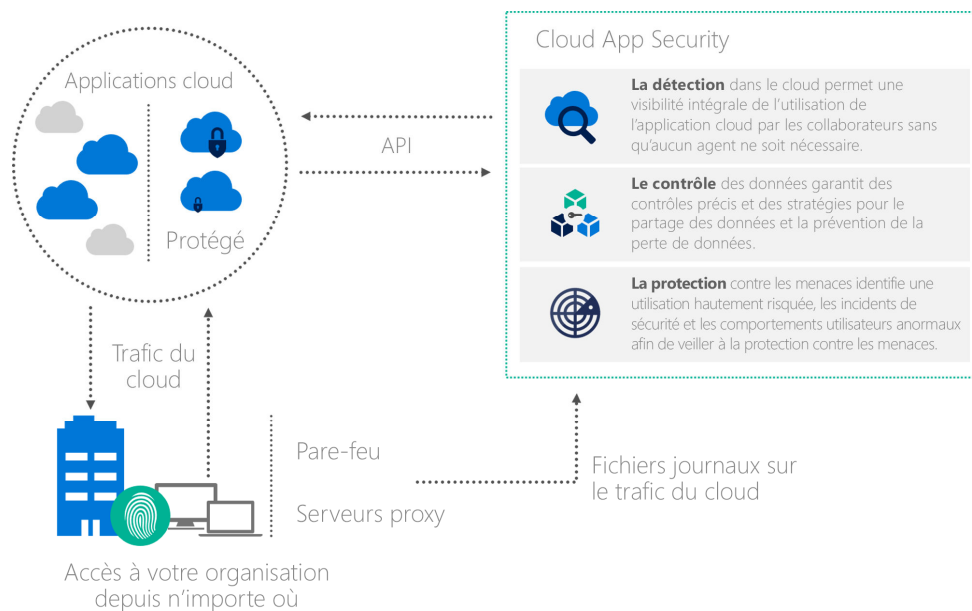 Applications cloud
Protégé
API
Cloud App Security
La détection dans le cloud permet une
visibilité intégrale de l'utilisation de
l'application cloud par les collaborateurs sans
qu'aucun agent ne soit nécessaire.
Le contrôle des données garantit des
contrôles précis et des stratégies pour le
partage des données et la prévention de la
perte de données.
La protection contre les menaces identifie une
utilisation hautement risquée, les incidents de
sécurité et les comportements utilisateurs anormaux
afin de veiller à la protection contre les menaces.
Trafic du
cloud
Pare-feu
Serveurs proxy
Fichiers journaux sur
le trafic du cloud
Accès à votre organisation
depuis n'importe où